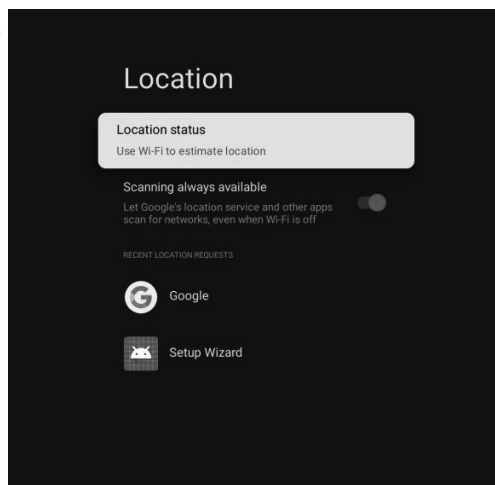 Location
Location status
Use Wi-Fi to estimate location
Scanning always available
Let Google's location service and other apps
scan for networks, even when Wi-Fi is off
RECENT LOCATION REQUESTS
Google
Setup Wizard